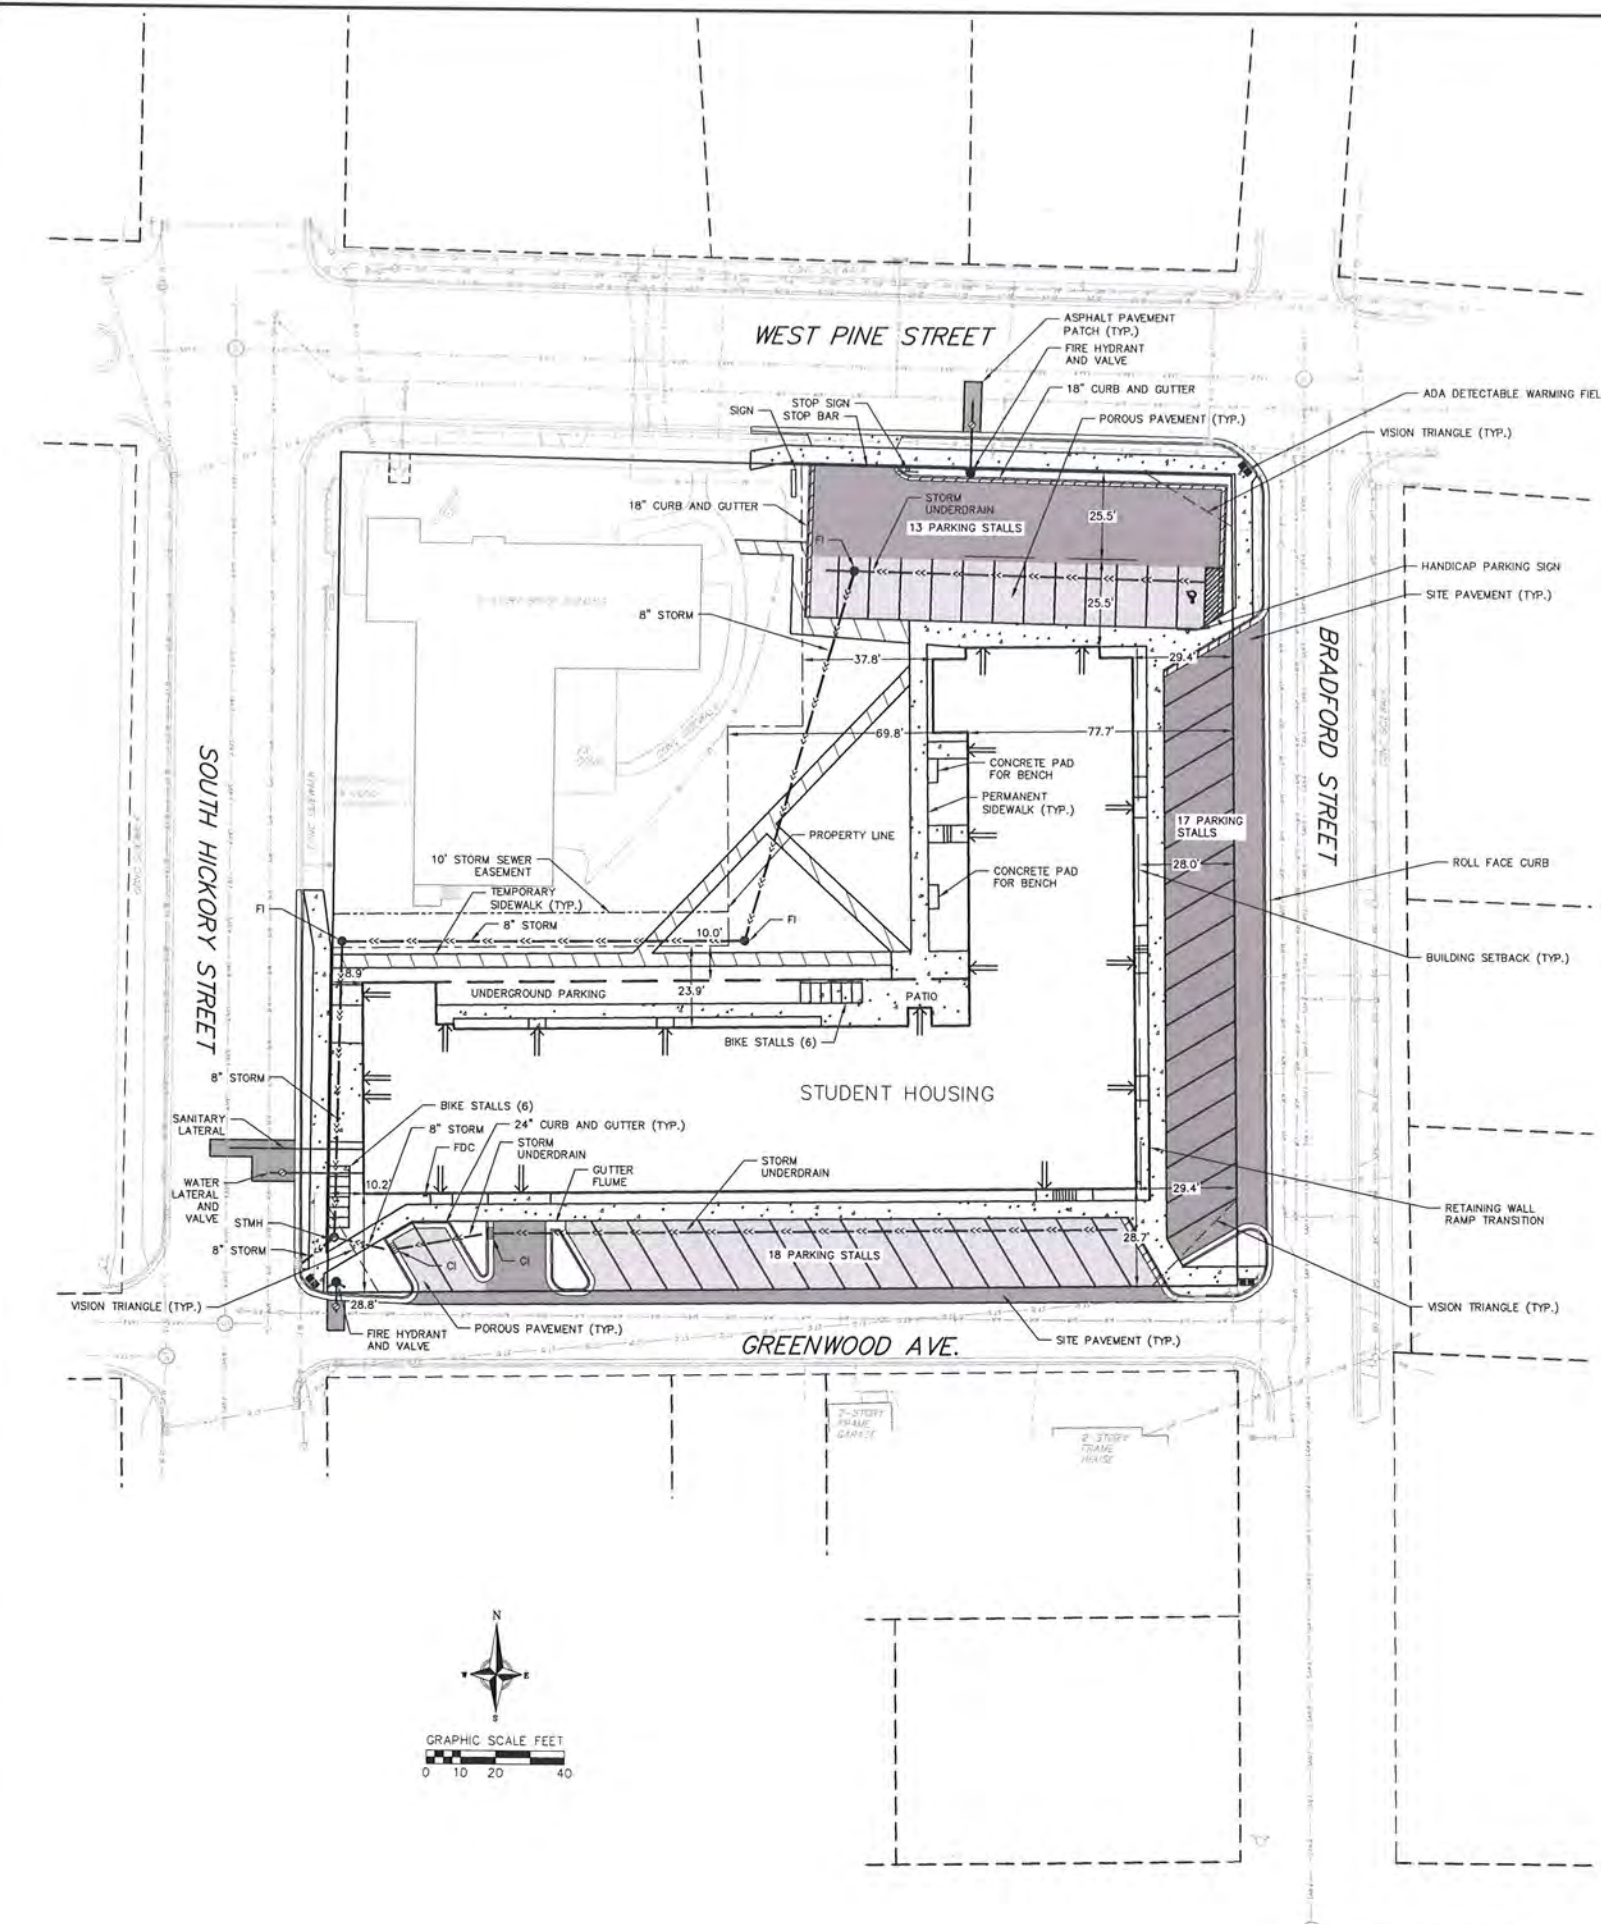 WEST PINE STREET
ASPHALT PAVEMENT
PATCH (TYP.)
FIRE HYDRANT
AND VALVE
18" CURB AND GUTTER
POROUS PAVEMENT (TYP.)
ADA DETECTABLE WARMING FIEL
VISION TRIANGLE (TYP.)
STOP SIGN
STOP BAR
SIGN
18" CURB AND GUTTER
STORM
UNDERDRAIN
13 PARKING STALLS
25.5'
FI
25.5'
HANDICAP PARKING SIGN
SITE PAVEMENT (TYP.)
8" STORM
37.8'
29.4'
BRADFORD STREET
69.8'
77.7'
SOUTH HICKORY STREET
CONCRETE PAD
FOR BENCH
PERMANENT
SIDEWALK (TYP.)
17 PARKING
STALLS
PROPERTY LINE
10' STORM SEWER
EASEMENT
TEMPORARY
SIDEWALK (TYP.)
CONCRETE PAD
FOR BENCH
28.0'
ROLL FACE CURB
FI
8" STORM
FI
10.0'
BUILDING SETBACK (TYP.)
8.9'
UNDERGROUND PARKING
23.9'
PATIO
BIKE STALLS (6)
8" STORM
STUDENT HOUSING
SANITARY
LATERAL
BIKE STALLS (6)
8" STORM
24" CURB AND GUTTER (TYP.)
FDC
STORM
UNDERDRAIN
GUTTER
FLUME
STORM
UNDERDRAIN
WATER
LATERAL
AND
VALVE
10.2'
29.4'
STMH
8" STORM
RETAINING WALL
RAMP TRANSITION
28.7'
18 PARKING STALLS
CI
CI
VISION TRIANGLE (TYP.)
28.8'
VISION TRIANGLE (TYP.)
FIRE HYDRANT
AND VALVE
POROUS PAVEMENT (TYP.)
GREENWOOD AVE.
SITE PAVEMENT (TYP.)
2-STORY
FRAME
GARAGE
2 STORY
FRAME
HOUSE
N
W
E
S
GRAPHIC SCALE FEET
0 10 20 40